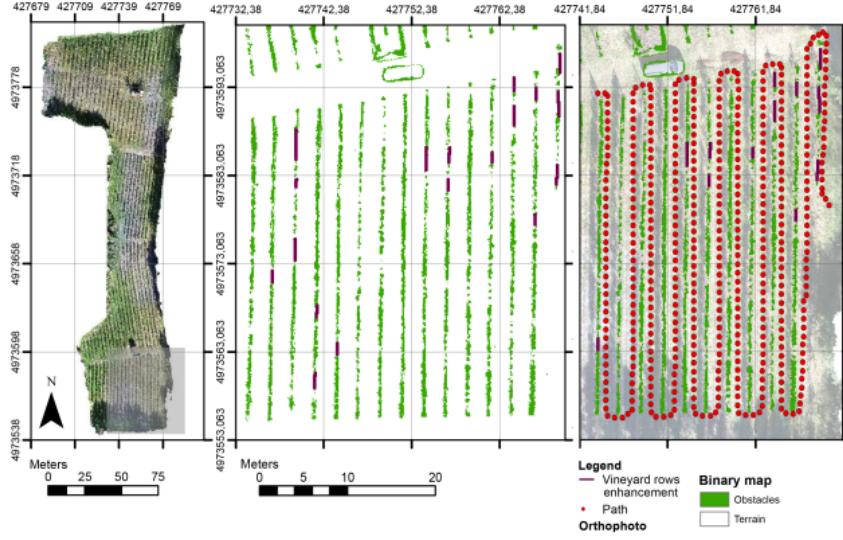 427679 427709 427739 427769
427732,38 427742,38 427752,38 427762,38
427741,84 427751,84 427761,84
4973778
4973718
4973658
4973598
4973538
4973593,063
4973583,063
4973573,063
4973563,063
4973553,063
N
Meters
0 25 50 75
Meters
0 5 10 20
Legend
Vineyard rows
enhancement
Path
Orthophoto
Binary map
Obstacles
Terrain